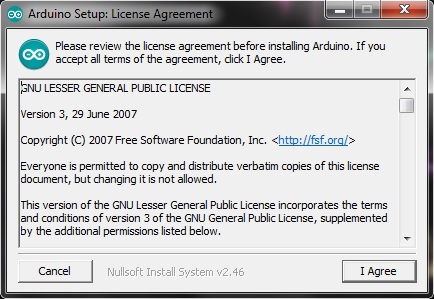 Arduino Setup: License Agreement
Please review the license agreement before installing Arduino. If you
accept all terms of the agreement, click I Agree.
GNU LESSER GENERAL PUBLIC LICENSE
Version 3, 29 June 2007
Copyright (C) 2007 Free Software Foundation, Inc. <http://fsf.org/>
Everyone is permitted to copy and distribute verbatim copies of this license
document, but changing it is not allowed.
This version of the GNU Lesser General Public License incorporates the terms
and conditions of version 3 of the GNU General Public License, supplemented
by the additional permissions listed below.
Cancel
Nullsoft Install System v2.46
I Agree